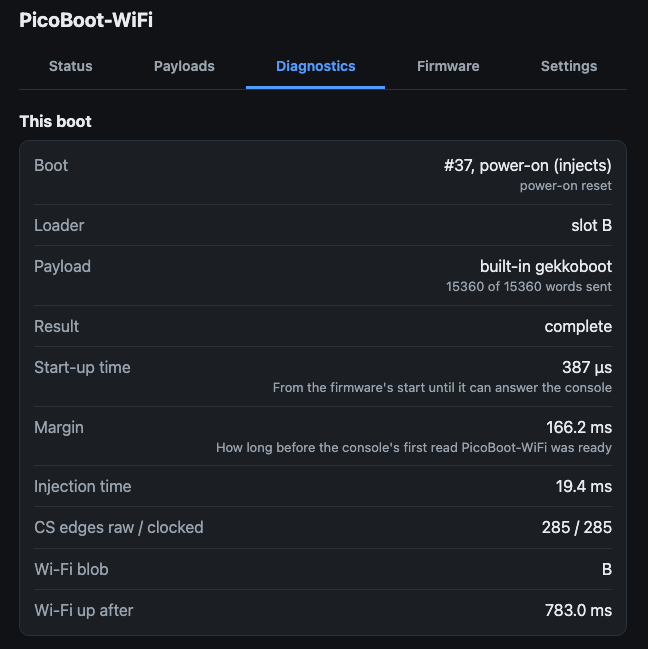 PicoBoot-WiFi
Status Payloads Diagnostics Firmware Settings
This boot
Boot #37, power-on (injects)
power-on reset
Loader slot B
Payload built-in gekkoboot
15360 of 15360 words sent
Result complete
Start-up time 387 µs
From the firmware's start until it can answer the console
Margin 166.2 ms
How long before the console's first read PicoBoot-WiFi was ready
Injection time 19.4 ms
CS edges raw / clocked 285 / 285
Wi-Fi blob B
Wi-Fi up after 783.0 ms